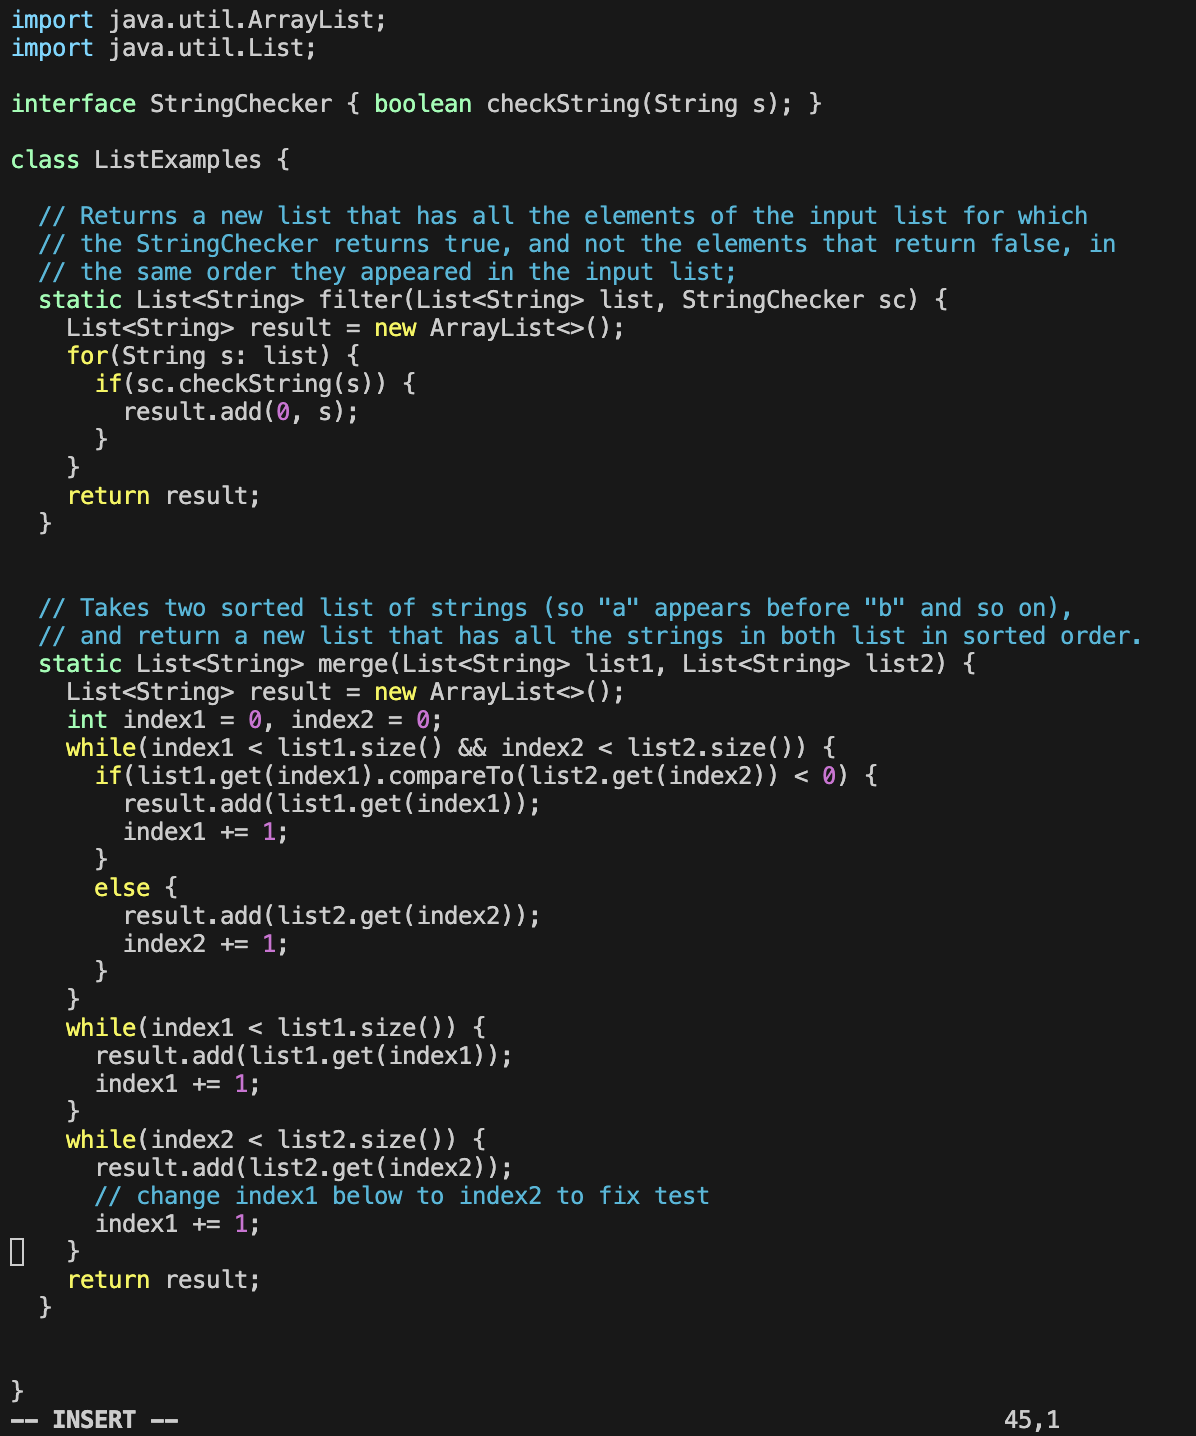 import java.util.ArrayList;
import java.util.List;

interface StringChecker { boolean checkString(String s); }

class ListExamples {

  // Returns a new list that has all the elements of the input list for which
  // the StringChecker returns true, and not the elements that return false, in
  // the same order they appeared in the input list;
  static List<String> filter(List<String> list, StringChecker sc) {
    List<String> result = new ArrayList<>();
    for(String s: list) {
      if(sc.checkString(s)) {
        result.add(0, s);
      }
    }
    return result;
  }


  // Takes two sorted list of strings (so "a" appears before "b" and so on),
  // and return a new list that has all the strings in both list in sorted order.
  static List<String> merge(List<String> list1, List<String> list2) {
    List<String> result = new ArrayList<>();
    int index1 = 0, index2 = 0;
    while(index1 < list1.size() && index2 < list2.size()) {
      if(list1.get(index1).compareTo(list2.get(index2)) < 0) {
        result.add(list1.get(index1));
        index1 += 1;
      }
      else {
        result.add(list2.get(index2));
        index2 += 1;
      }
    }
    while(index1 < list1.size()) {
      result.add(list1.get(index1));
      index1 += 1;
    }
    while(index2 < list2.size()) {
      result.add(list2.get(index2));
      // change index1 below to index2 to fix test
      index1 += 1;
    }
    return result;
  }


}
-- INSERT --                                                           45,1